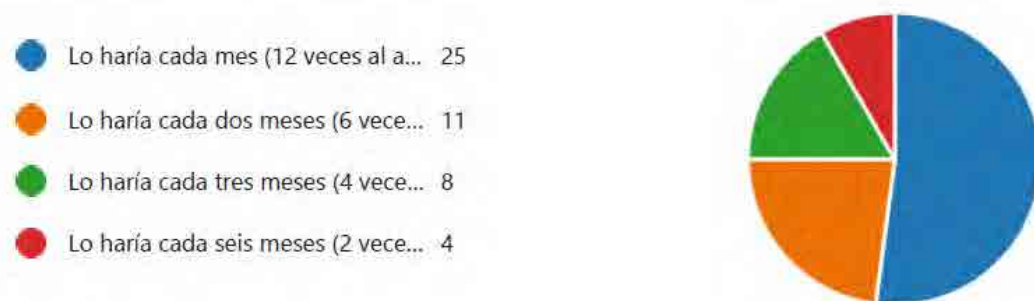 Lo haría cada mes (12 veces al a... 25
Lo haría cada dos meses (6 vece... 11
Lo haría cada tres meses (4 vece... 8
Lo haría cada seis meses (2 vece... 4